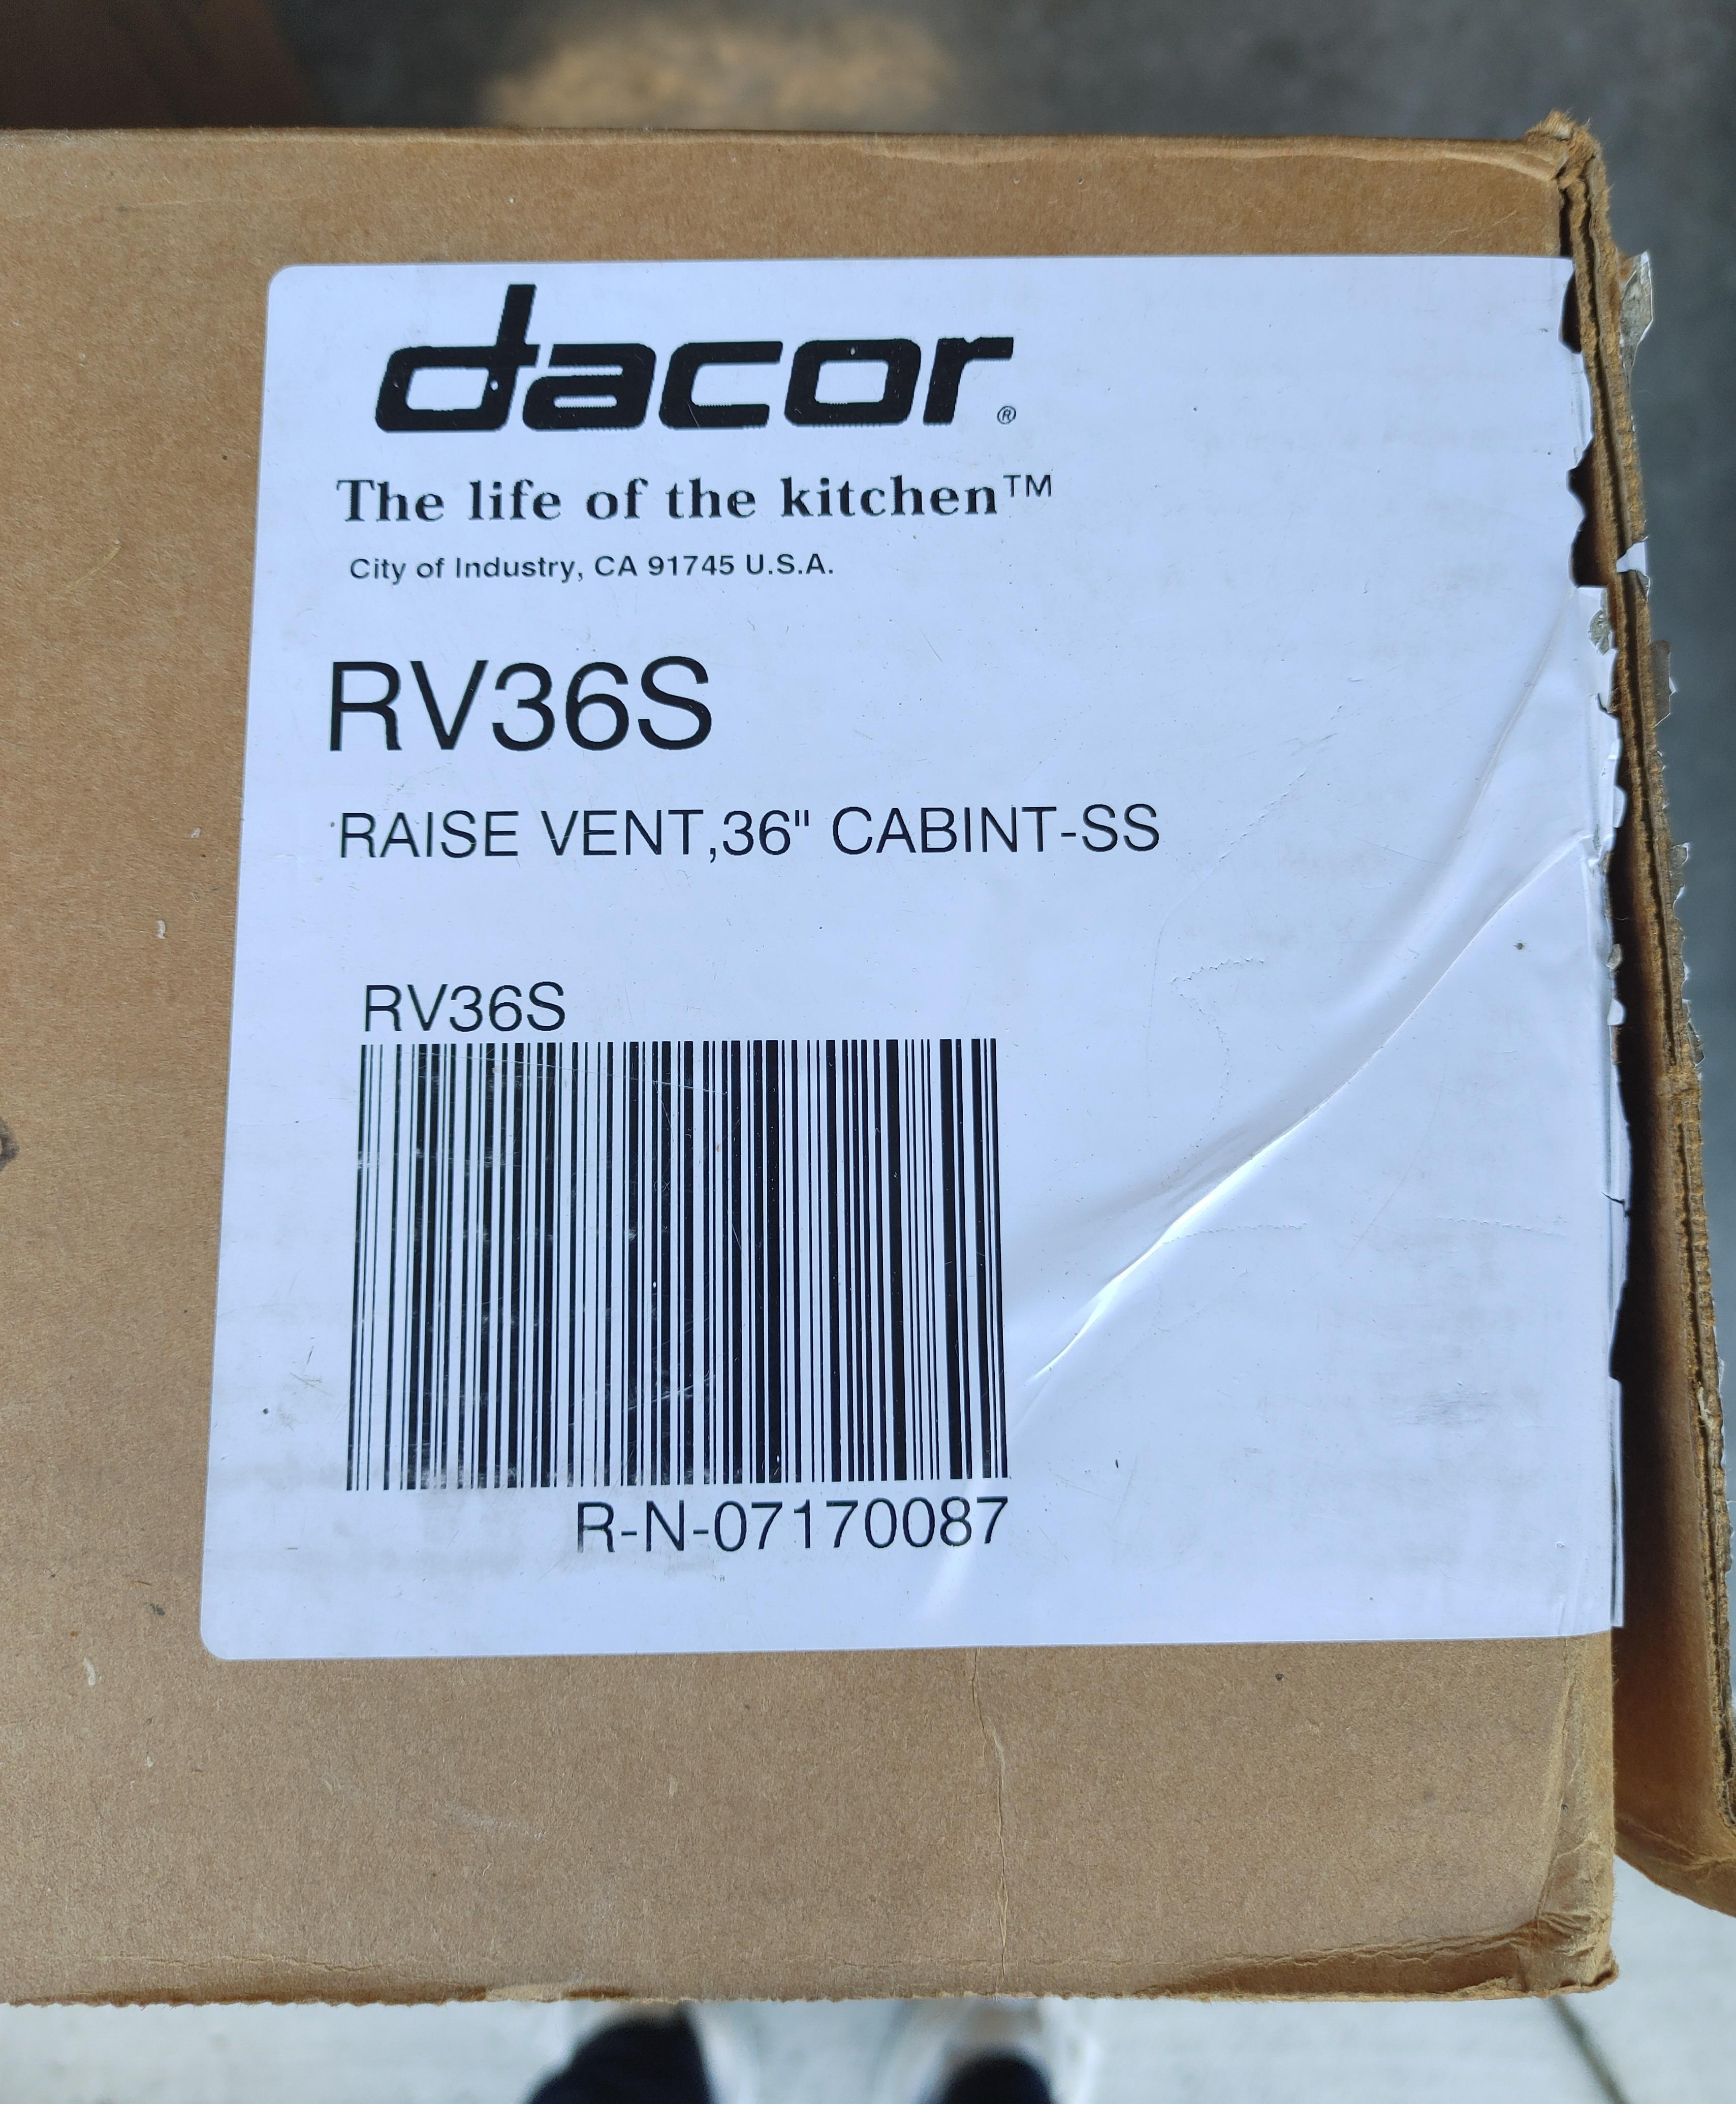 dacor®
The life of the kitchen™
City of Industry, CA 91745 U.S.A.
RV36S
RAISE VENT,36" CABINT-SS
RV36S
R-N-07170087